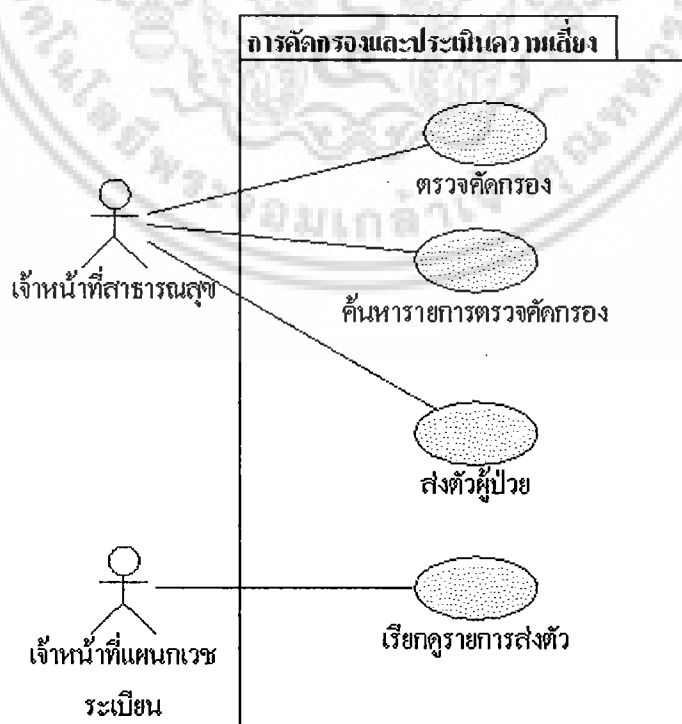 การคัดกรองและประเมินความเสี่ยง
ตรวจคัดกรอง
เจ้าหน้าที่สาธารณสุข
ค้นหารายการตรวจคัดกรอง
ส่งตัวผู้ป่วย
เรียกดูรายการส่งตัว
เจ้าหน้าที่แผนกเวช
ระเบียน